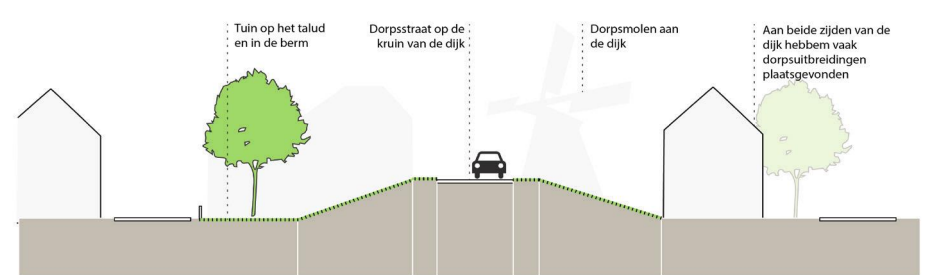 Tuin op het talud
en in de berm
Dorpsstraat op de
kruin van de dijk
Dorpsmolen aan
de dijk
Aan beide zijden van de
dijk hebbem vaak
dorpsuitbreidingen
plaatsgevonden